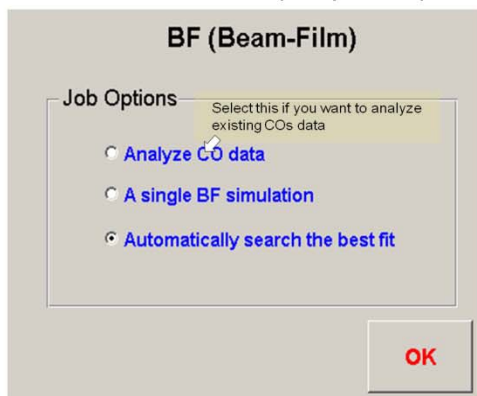 BF (Beam-Film)
Job Options
Select this if you want to analyze
existing COs data
Analyze CO data
A single BF simulation
Automatically search the best fit
OK